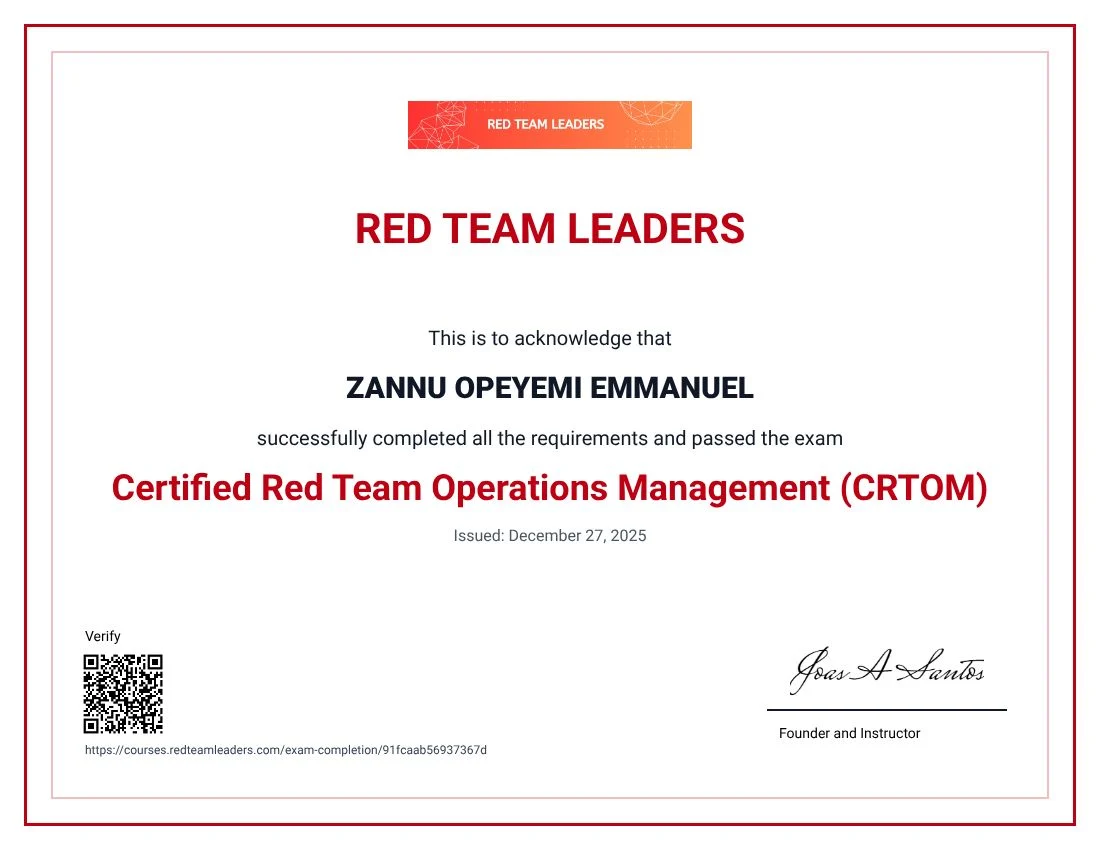 RED TEAM LEADERS
RED TEAM LEADERS
This is to acknowledge that
ZANNU OPEYEMI EMMANUEL
successfully completed all the requirements and passed the exam
Certified Red Team Operations Management (CRTOM)
Issued: December 27, 2025
Verify
https://courses.redteamleaders.com/exam-completion/91fcaab56937367d
Joas A Santos
Founder and Instructor